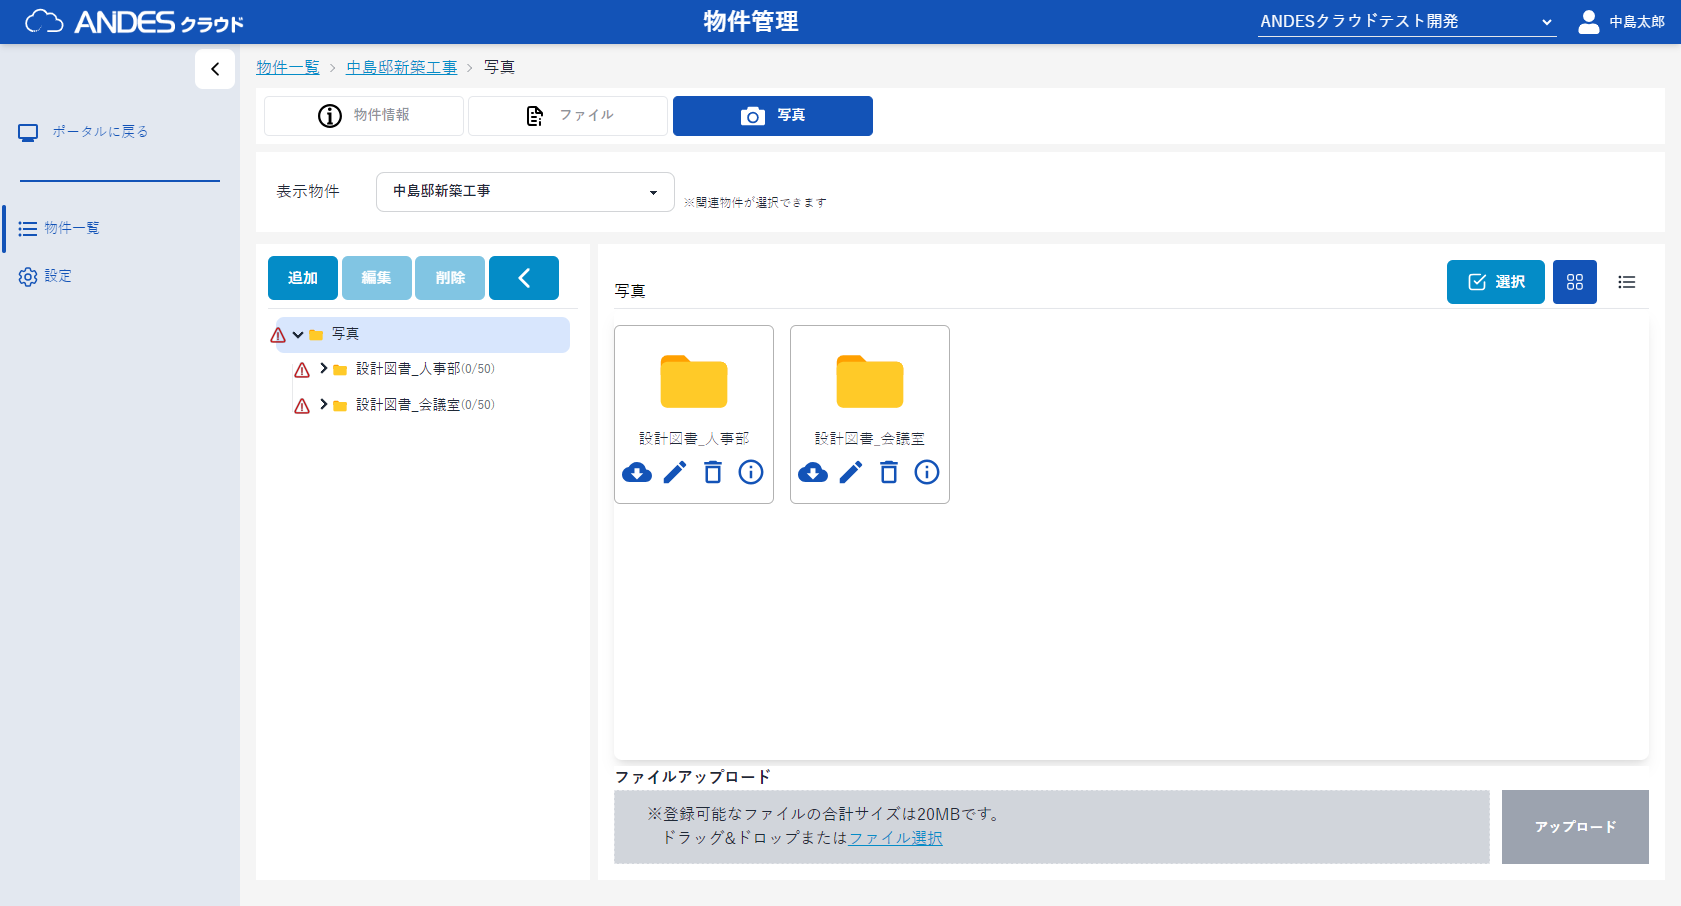 ANDES クラウド
物件管理
ANDESクラウドテスト開発
中島太郎
ポータルに戻る
物件一覧
設定
物件一覧 > 中島邸新築工事 > 写真
物件情報
ファイル
写真
表示物件
中島邸新築工事
※関連物件が選択できます
追加
編集
削除
写真
設計図書_人事部(0/50)
設計図書_会議室(0/50)
写真
選択
設計図書_人事部
設計図書_会議室
ファイルアップロード
※登録可能なファイルの合計サイズは20MBです。
ドラッグ&ドロップまたはファイル選択
アップロード